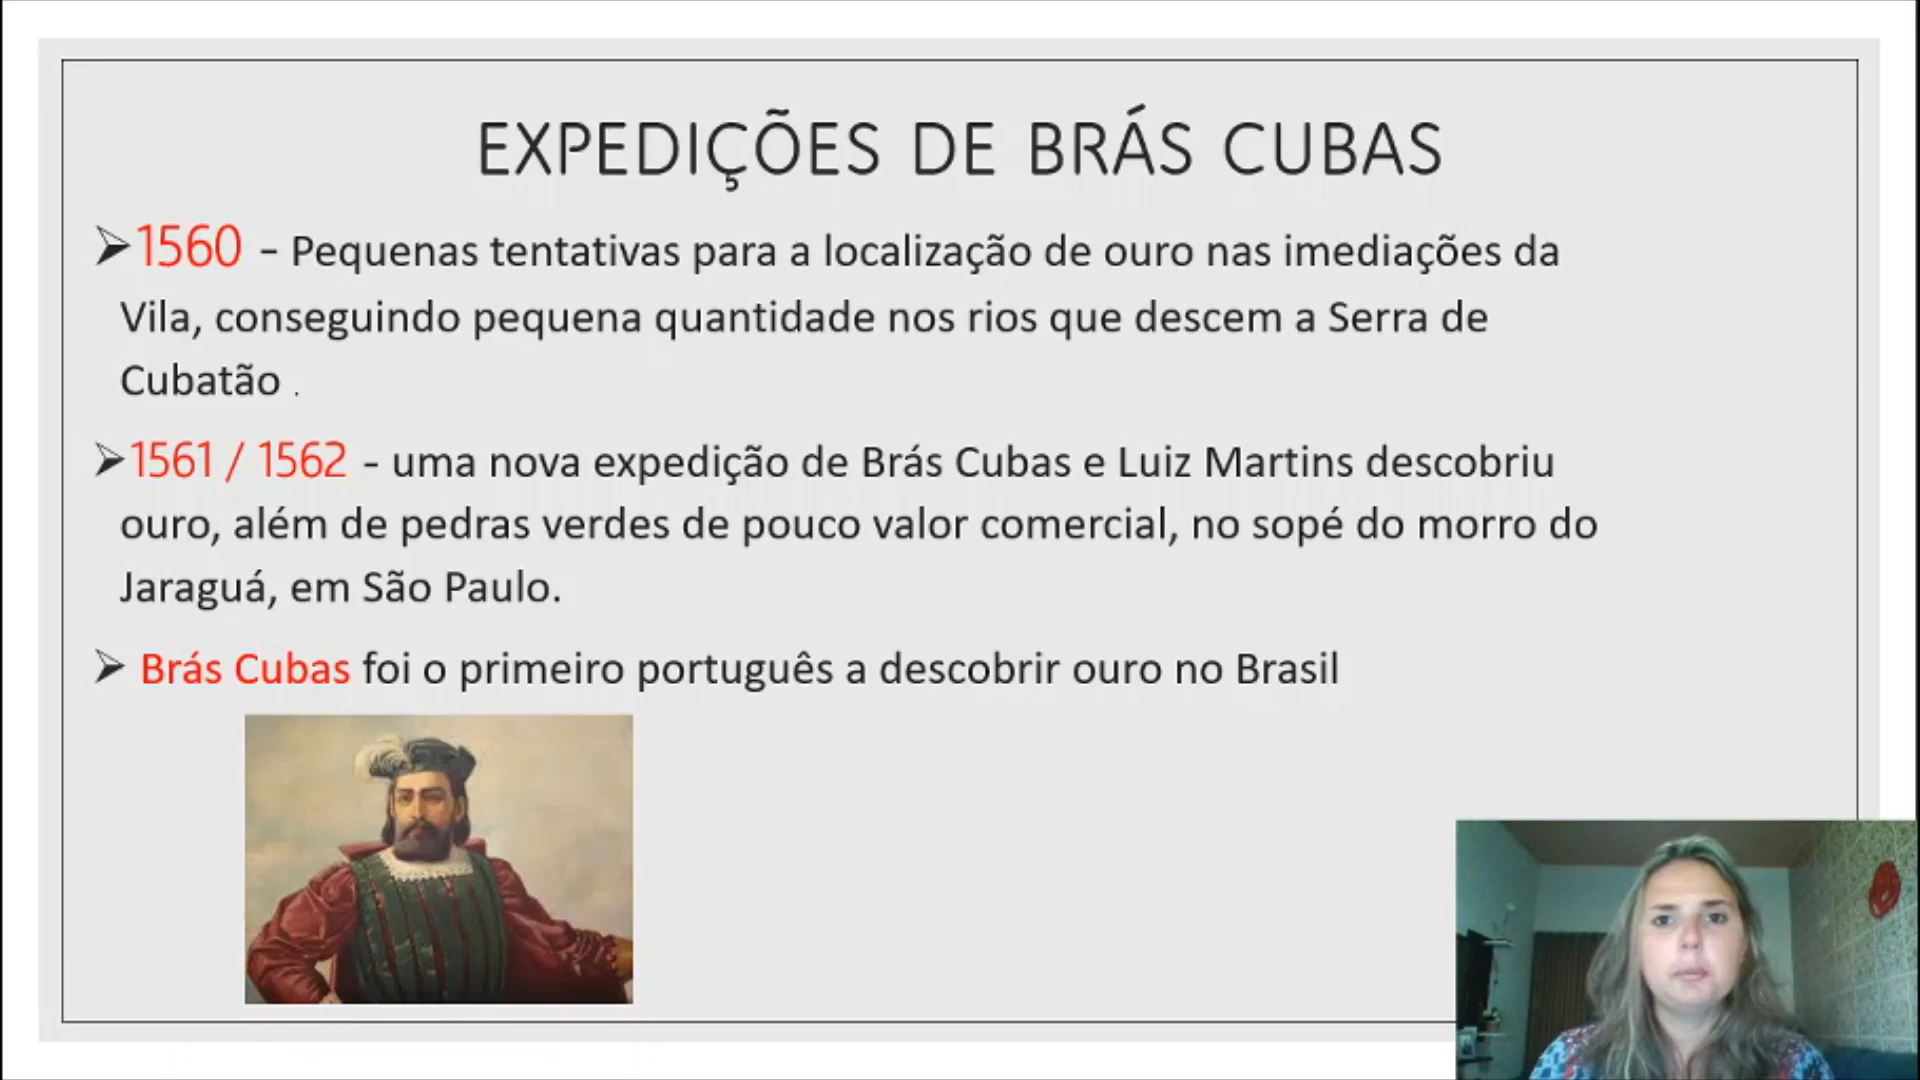 EXPEDIÇÕES DE BRÁS CUBAS
➢1560 - Pequenas tentativas para a localização de ouro nas imediações da
Vila, conseguindo pequena quantidade nos rios que descem a Serra de
Cubatão .
➢1561 / 1562 - uma nova expedição de Brás Cubas e Luiz Martins descobriu
ouro, além de pedras verdes de pouco valor comercial, no sopé do morro do
Jaraguá, em São Paulo.
➢ Brás Cubas foi o primeiro português a descobrir ouro no Brasil